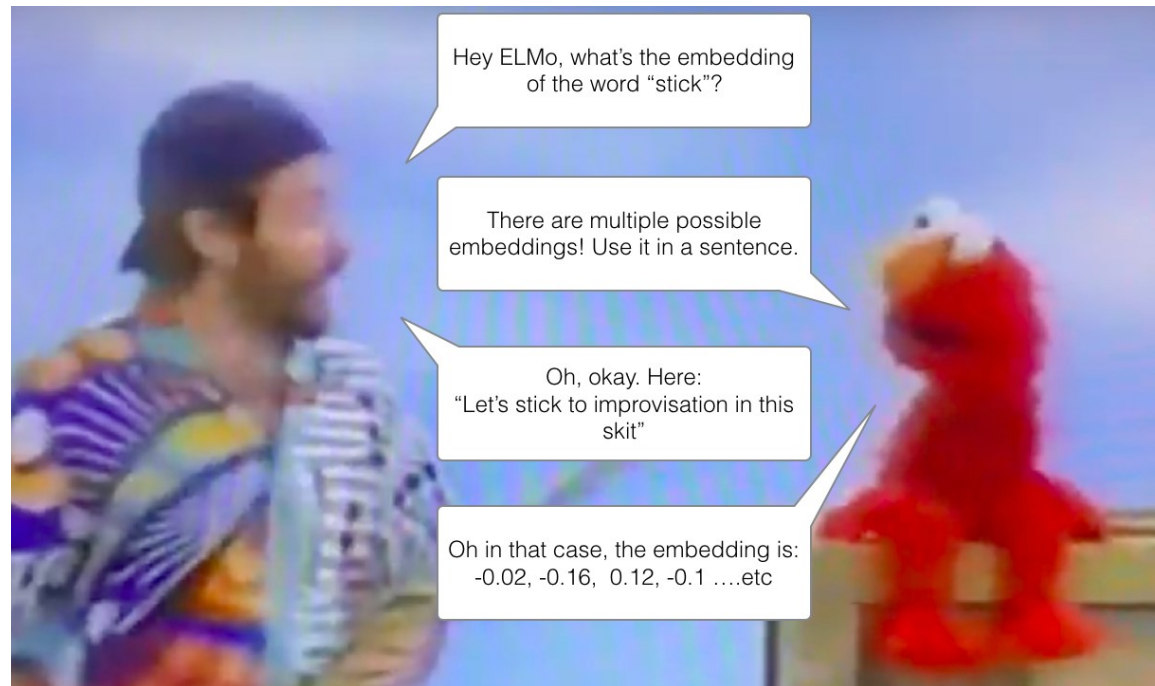 Hey ELMo, what's the embedding
of the word “stick”?
There are multiple possible
embeddings! Use it in a sentence.
Oh, okay. Here:
“Let's stick to improvisation in this
skit”
Oh in that case, the embedding is:
-0.02, -0.16, 0.12, -0.1 ....etc